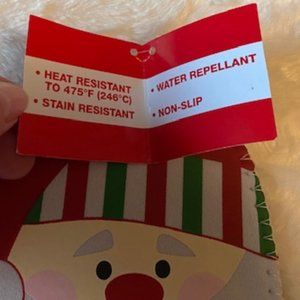 • HEAT RESISTANT
TO 475°F (246°C)
• STAIN RESISTANT
• WATER REPELLANT
• NON-SLIP